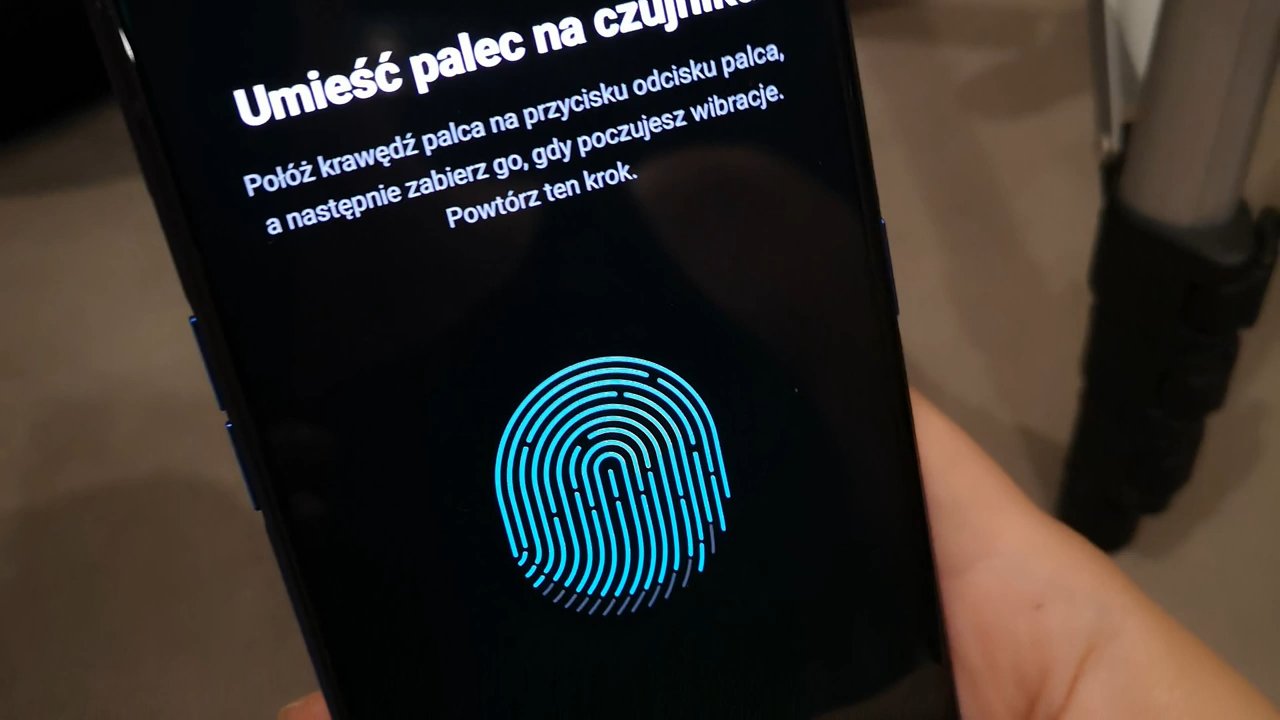 Umieść palec na
Połóż krawędź palca na przycisku odcisku palca,
a następnie zabierz go, gdy poczujesz wibracje.
Powtórz ten krok.